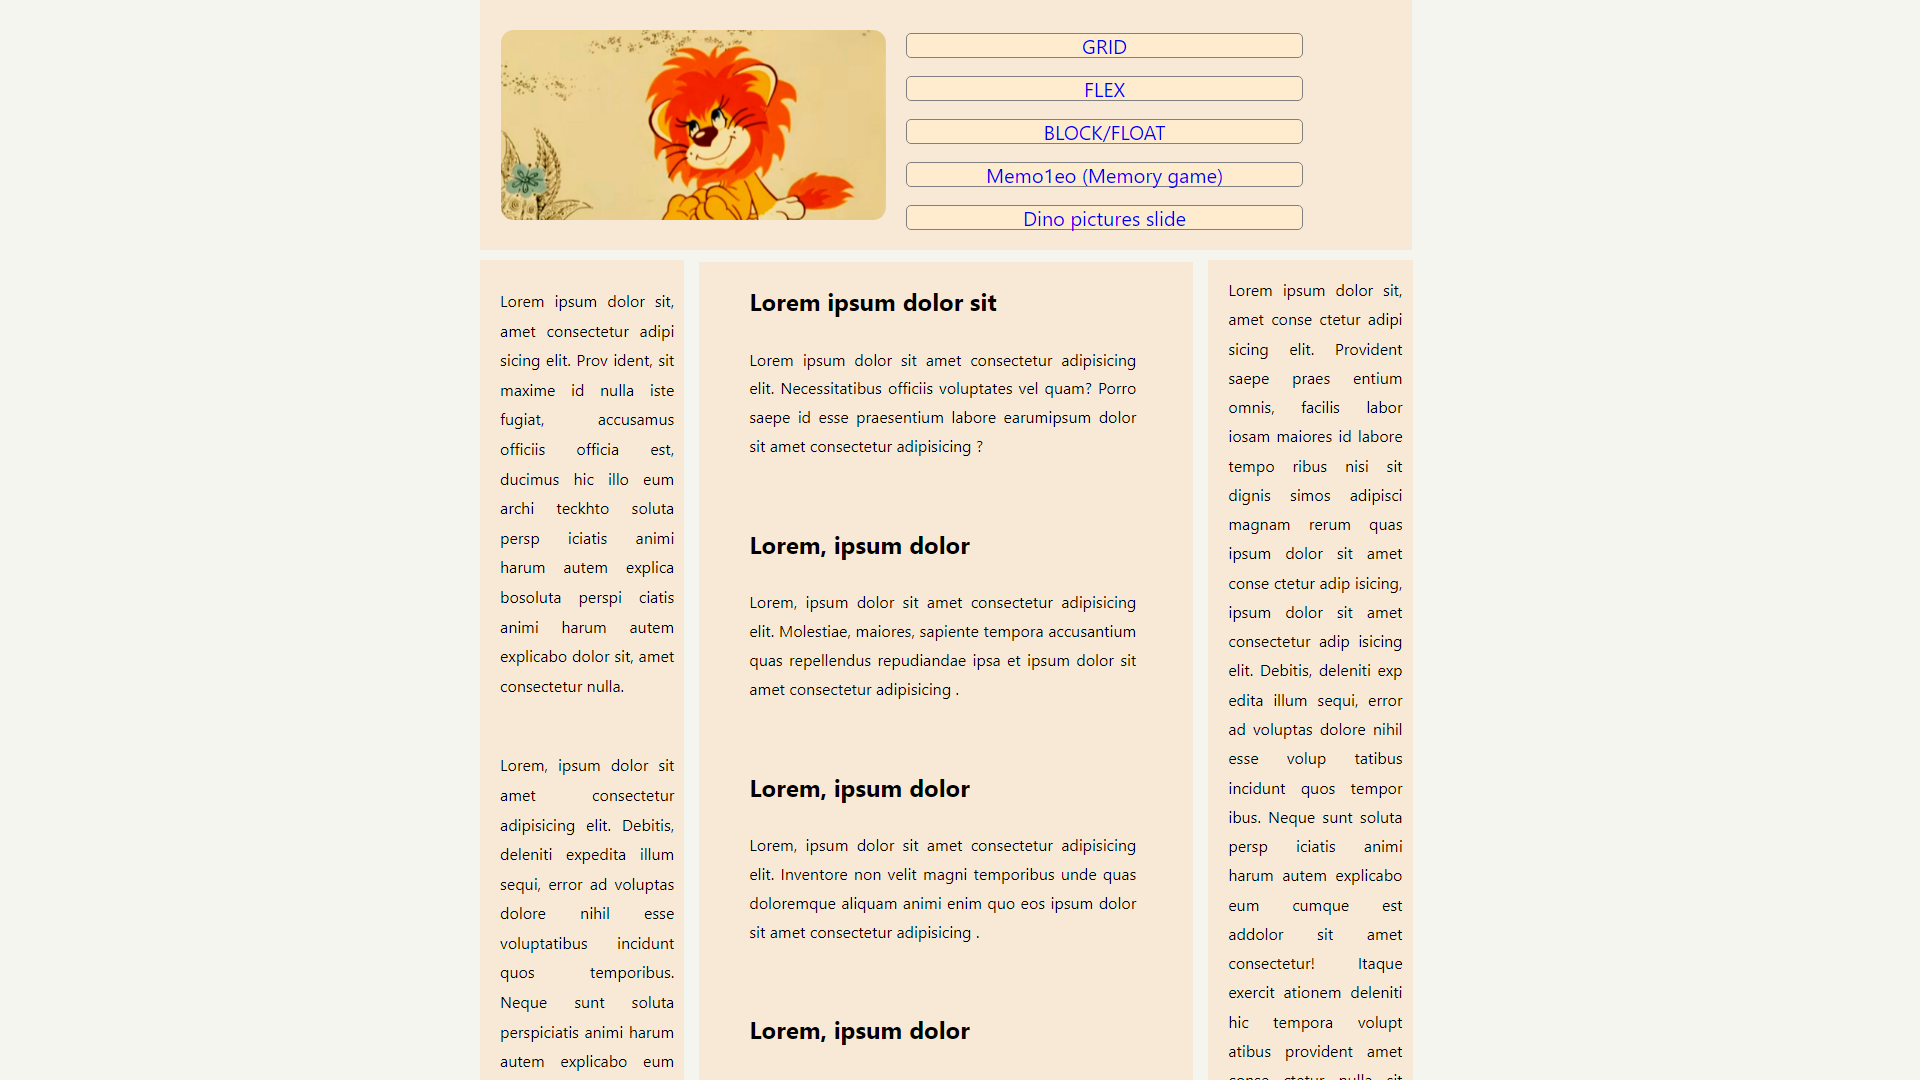 GRID
FLEX
BLOCK/FLOAT
Memo1eo (Memory game)
Dino pictures slide
Lorem ipsum dolor sit,
amet consectetur adipi
sicing elit. Prov ident, sit
maxime id nulla iste
fugiat, accusamus
officiis officia est,
ducimus hic illo eum
archi teckhto soluta
persp iciatis animi
harum autem explica
bosoluta perspi ciatis
animi harum autem
explicabo dolor sit, amet
consectetur nulla.
Lorem, ipsum dolor sit
amet consectetur
adipisicing elit. Debitis,
deleniti expedita illum
sequi, error ad voluptas
dolore nihil esse
voluptatibus incidunt
quos temporibus.
Neque sunt soluta
perspiciatis animi harum
autem explicabo eum
Lorem ipsum dolor sit
Lorem ipsum dolor sit amet consectetur adipisicing
elit. Necessitatibus officiis voluptates vel quam? Porro
saepe id esse praesentium labore earumipsum dolor
sit amet consectetur adipisicing ?
Lorem, ipsum dolor
Lorem, ipsum dolor sit amet consectetur adipisicing
elit. Molestiae, maiores, sapiente tempora accusantium
quas repellendus repudiandae ipsa et ipsum dolor sit
amet consectetur adipisicing .
Lorem, ipsum dolor
Lorem, ipsum dolor sit amet consectetur adipisicing
elit. Inventore non velit magni temporibus unde quas
doloremque aliquam animi enim quo eos ipsum dolor
sit amet consectetur adipisicing .
Lorem, ipsum dolor
Lorem ipsum dolor sit,
amet conse ctetur adipi
sicing elit. Provident
saepe praes entium
omnis, facilis labor
iosam maiores id labore
tempo ribus nisi sit
dignis simos adipisci
magnam rerum quas
ipsum dolor sit amet
conse ctetur adip isicing,
ipsum dolor sit amet
consectetur adip isicing
elit. Debitis, deleniti exp
edita illum sequi, error
ad voluptas dolore nihil
esse volup tatibus
incidunt quos tempor
ibus. Neque sunt soluta
persp iciatis animi
harum autem explicabo
eum cumque est
addolor sit amet
consectetur! Itaque
exercit ationem deleniti
hic tempora volupt
atibus provident amet
conse ctetur nulla sit